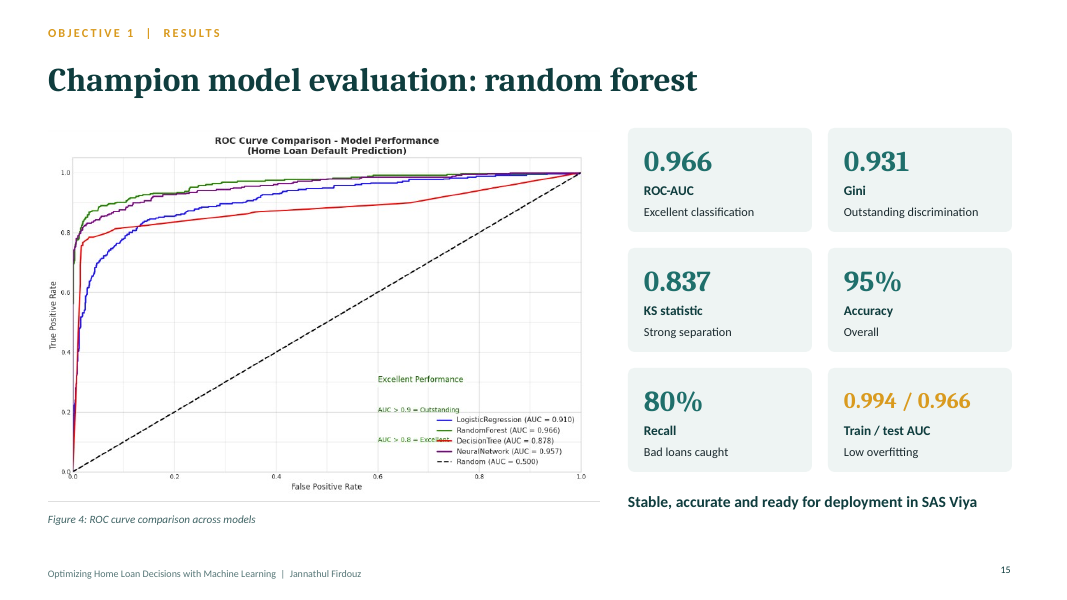 OBJECTIVE 1 | RESULTS
Champion model evaluation: random forest
ROC Curve Comparison - Model Performance
(Home Loan Default Prediction)
True Positive Rate
1.0
0.8
0.6
0.4
0.2
0.0
0.0
0.2
0.4
0.6
0.8
1.0
False Positive Rate
Excellent Performance
AUC > 0.9 = Outstanding
AUC > 0.8 = Excellent
LogisticRegression (AUC = 0.910)
RandomForest (AUC = 0.966)
DecisionTree (AUC = 0.878)
NeuralNetwork (AUC = 0.957)
Random (AUC = 0.500)
Figure 4: ROC curve comparison across models
0.966
ROC-AUC
Excellent classification
0.931
Gini
Outstanding discrimination
0.837
KS statistic
Strong separation
95%
Accuracy
Overall
80%
Recall
Bad loans caught
0.994 / 0.966
Train / test AUC
Low overfitting
Stable, accurate and ready for deployment in SAS Viya
Optimizing Home Loan Decisions with Machine Learning | Jannathul Firdouz
15